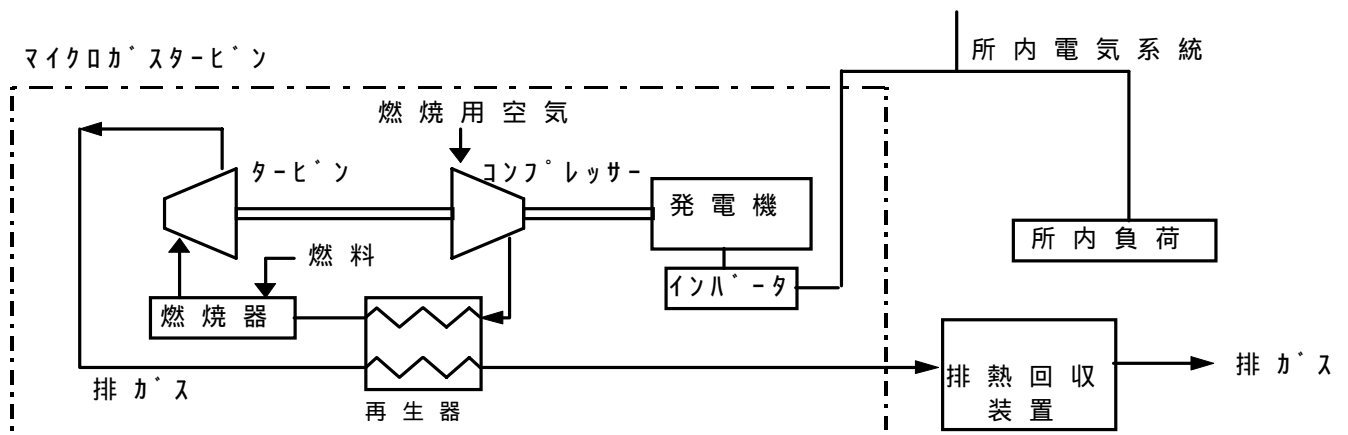 所内電気系統
ﾏｲｸﾛｶﾞｽﾀｰﾋﾞﾝ
燃焼用空気
ﾀｰﾋﾞﾝ
ｺﾝﾌﾟﾚｯｻｰ
発電機
所内負荷
燃料
ｲﾝﾊﾞｰﾀ
燃焼器
排ｶﾞｽ
排熱回収
装置
排ｶﾞｽ
再生器